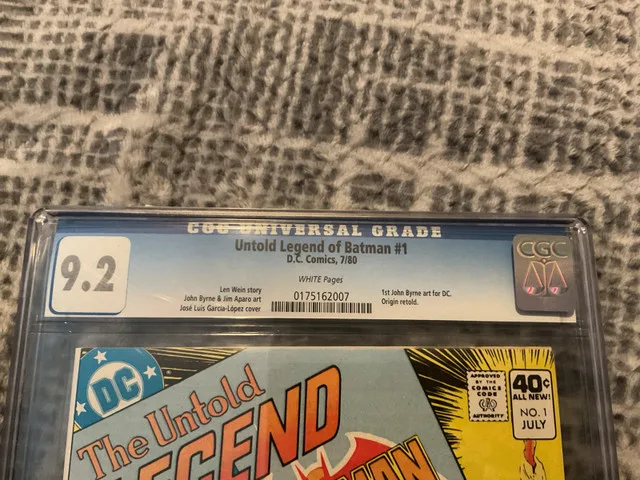 CGC UNIVERSAL GRADE
9.2
Untold Legend of Batman #1
D.C. Comics, 7/80
WHITE Pages
Len Wein story
John Byrne & Jim Aparo art
José Luis Garcia-López cover
0175162007
1st John Byrne art for DC.
Origin retold.
CGC
DC
The Untold
LEGEND
MAN
APPROVED
BY THE
COMICS
CODE
AUTHORITY
40¢
ALL NEW!
NO. 1
JULY